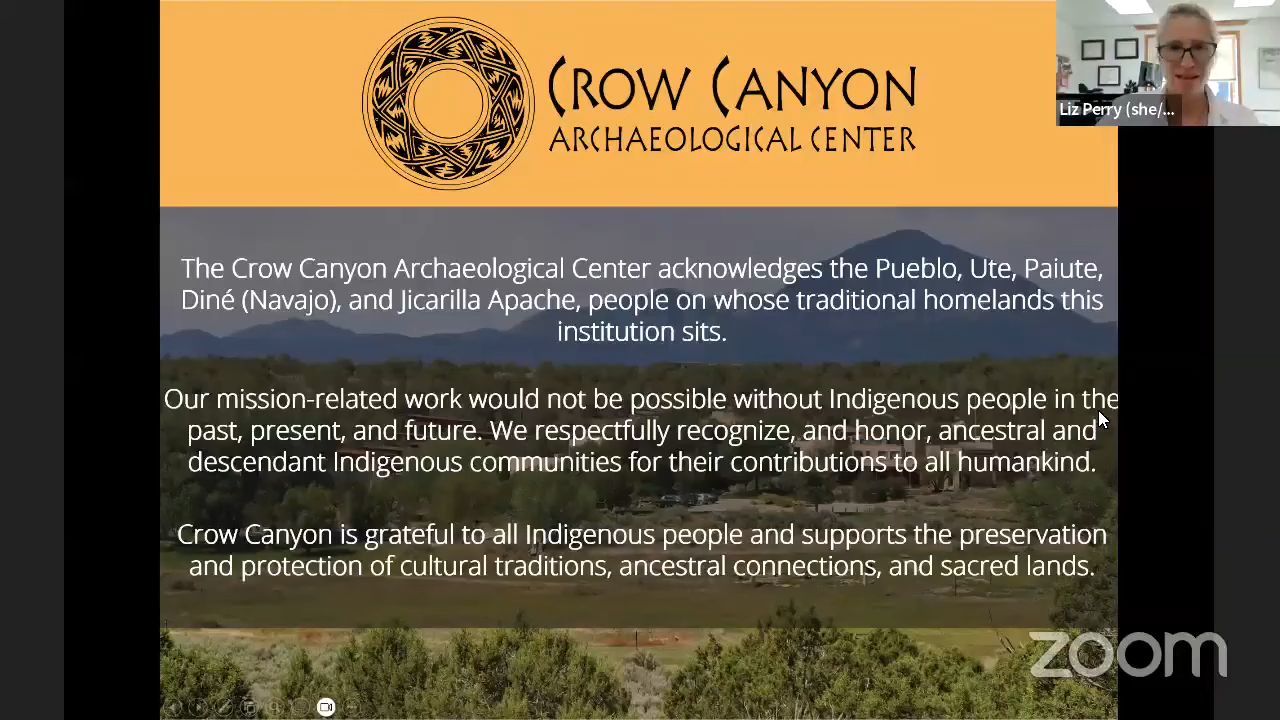 CROW CANYON
ARCHAEOLOGICAL CENTER
Liz Perry (she/...
The Crow Canyon Archaeological Center acknowledges the Pueblo, Ute, Paiute,
Diné (Navajo), and Jicarilla Apache, people on whose traditional homelands this
institution sits.
Our mission-related work would not be possible without Indigenous people in the
past, present, and future. We respectfully recognize, and honor, ancestral and
descendant Indigenous communities for their contributions to all humankind.
Crow Canyon is grateful to all Indigenous people and supports the preservation
and protection of cultural traditions, ancestral connections, and sacred lands.
zoom